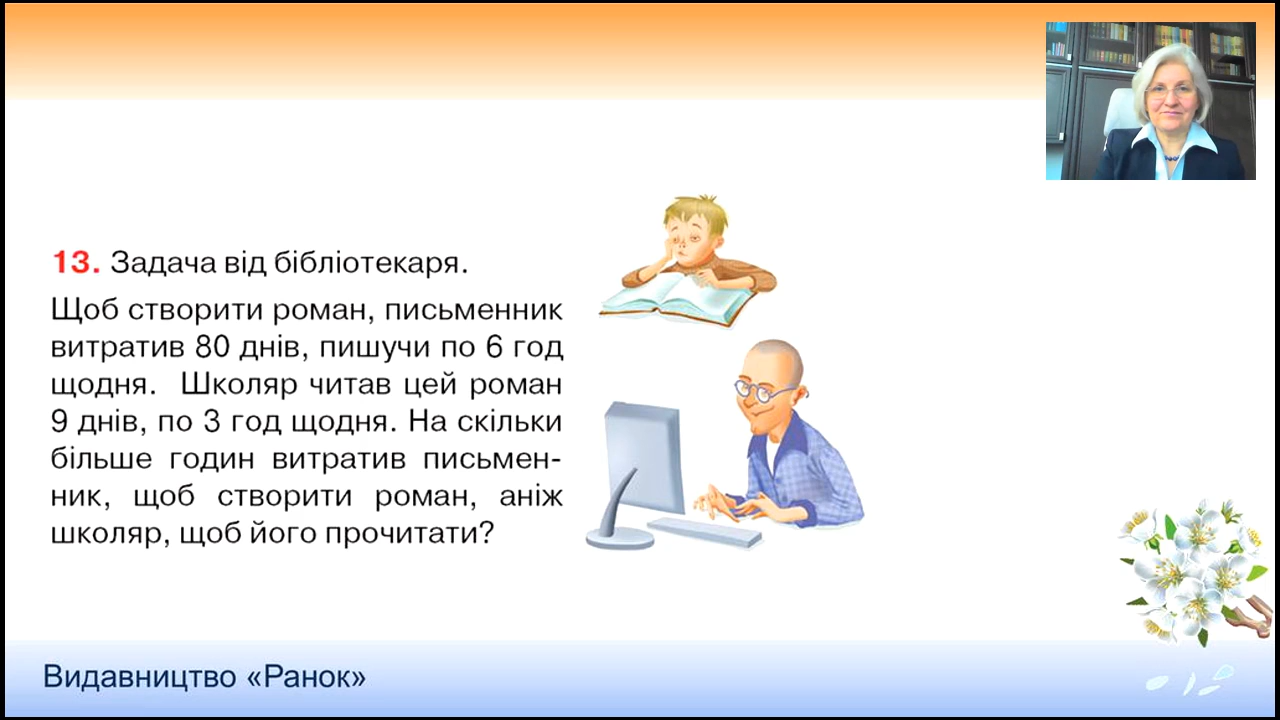 13. Задача від бібліотекаря.
Щоб створити роман, письменник
витратив 80 днів, пишучи по 6 год
щодня. Школяр читав цей роман
9 днів, по 3 год щодня. На скільки
більше годин витратив письмен-
ник, щоб створити роман, аніж
школяр, щоб його прочитати?
Видавництво «Ранок»